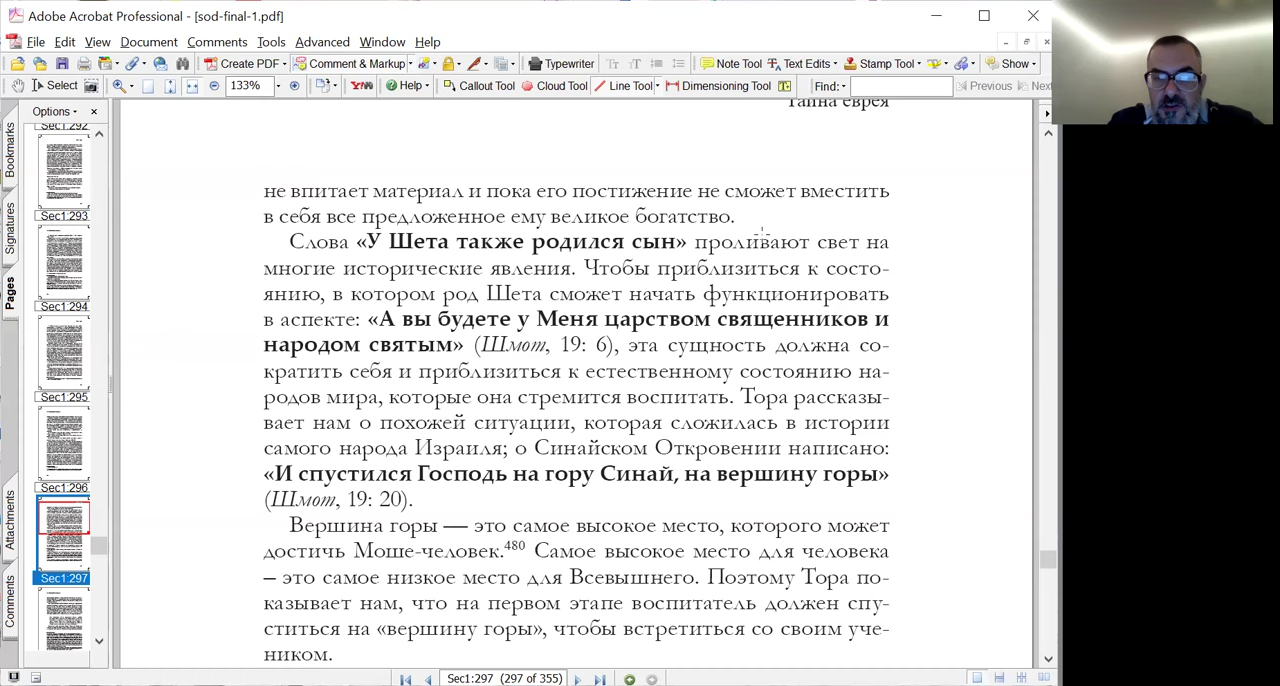 Adobe Acrobat Professional - [sod-final-1.pdf]
File Edit View Document Comments Tools Advanced Window Help
Create PDF Comment & Markup Typewriter Note Tool Text Edits Stamp Tool Show
Select 133% Help Callout Tool Cloud Tool Line Tool Dimensioning Tool Find: Previous Next
Options
Bookmarks
Signatures
Pages
Attachments
Comments
Sec1:292
Sec1:293
Sec1:294
Sec1:295
Sec1:296
Sec1:297
Тайна еврея
не впитает материал и пока его постижение не сможет вместить
в себя все предложенное ему великое богатство.
Слова «У Шета также родился сын» проливают свет на
многие исторические явления. Чтобы приблизиться к состо-
янию, в котором род Шета сможет начать функционировать
в аспекте: «А вы будете у Меня царством священников и
народом святым» (Шмот, 19: 6), эта сущность должна со-
кратить себя и приблизиться к естественному состоянию на-
родов мира, которые она стремится воспитать. Тора рассказы-
вает нам о похожей ситуации, которая сложилась в истории
самого народа Израиля; о Синайском Откровении написано:
«И спустился Господь на гору Синай, на вершину горы»
(Шмот, 19: 20).
Вершина горы — это самое высокое место, которого может
достичь Моше-человек.480 Самое высокое место для человека
– это самое низкое место для Всевышнего. Поэтому Тора по-
казывает нам, что на первом этапе воспитатель должен спу-
ститься на «вершину горы», чтобы встретиться со своим уче-
ником.
Sec1:297 (297 of 355)